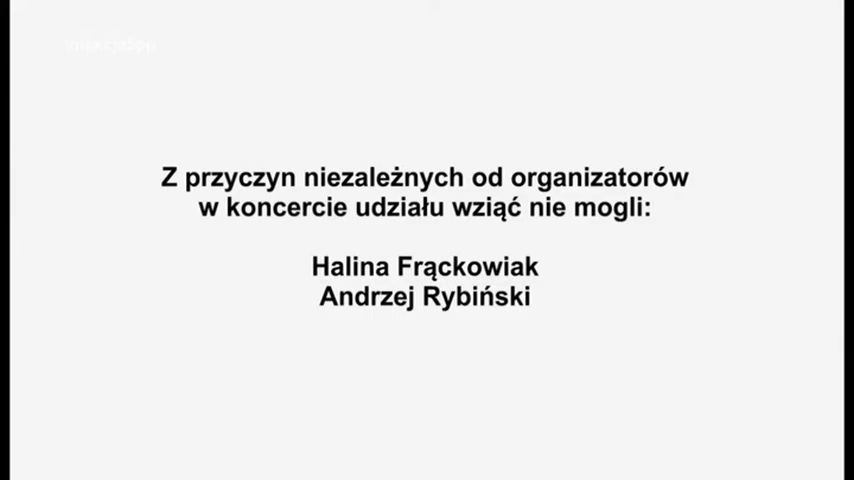 Z przyczyn niezależnych od organizatorów
w koncercie udziału wziąć nie mogli:
Halina Frąckowiak
Andrzej Rybiński